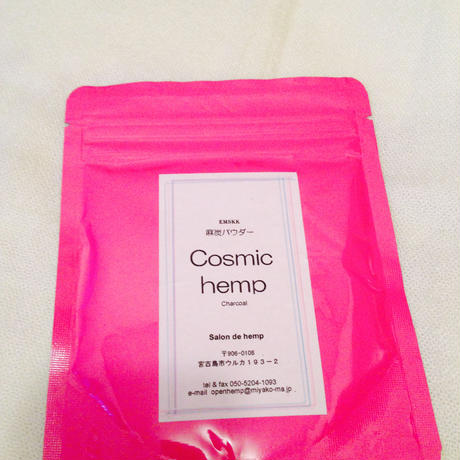 EMSKK
麻炭パウダー
Cosmic
hemp
Charcoal
Salon de hemp
〒906-0108
宮古島市ウルカ193-2
tel & fax 050-5204-1093
e-mail openhemp@miyako-ma.jp